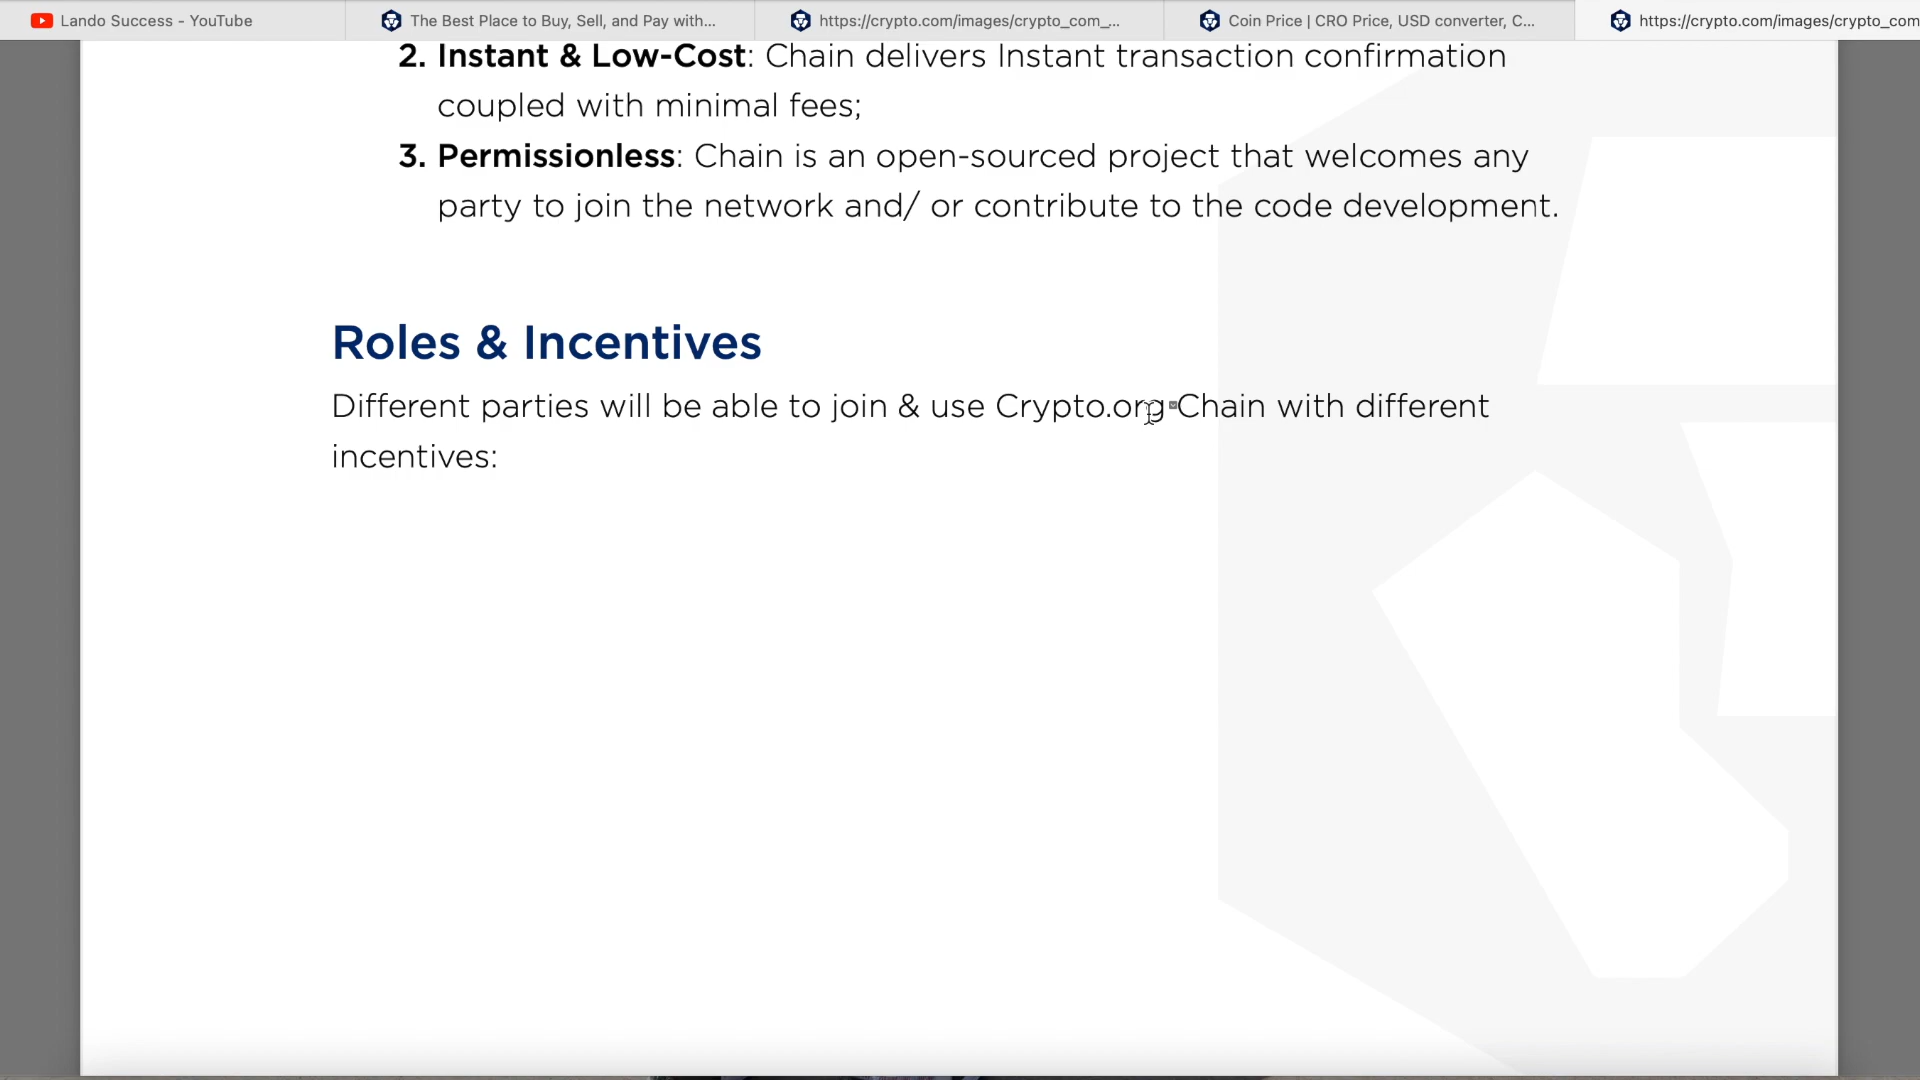 Lando Success - YouTube
The Best Place to Buy, Sell, and Pay with...
https://crypto.com/images/crypto_com_...
Coin Price | CRO Price, USD converter, C...
https://crypto.com/images/crypto_com
2. Instant & Low-Cost: Chain delivers Instant transaction confirmation
coupled with minimal fees;
3. Permissionless: Chain is an open-sourced project that welcomes any
party to join the network and/ or contribute to the code development.
Roles & Incentives
Different parties will be able to join & use Crypto.org Chain with different
incentives: